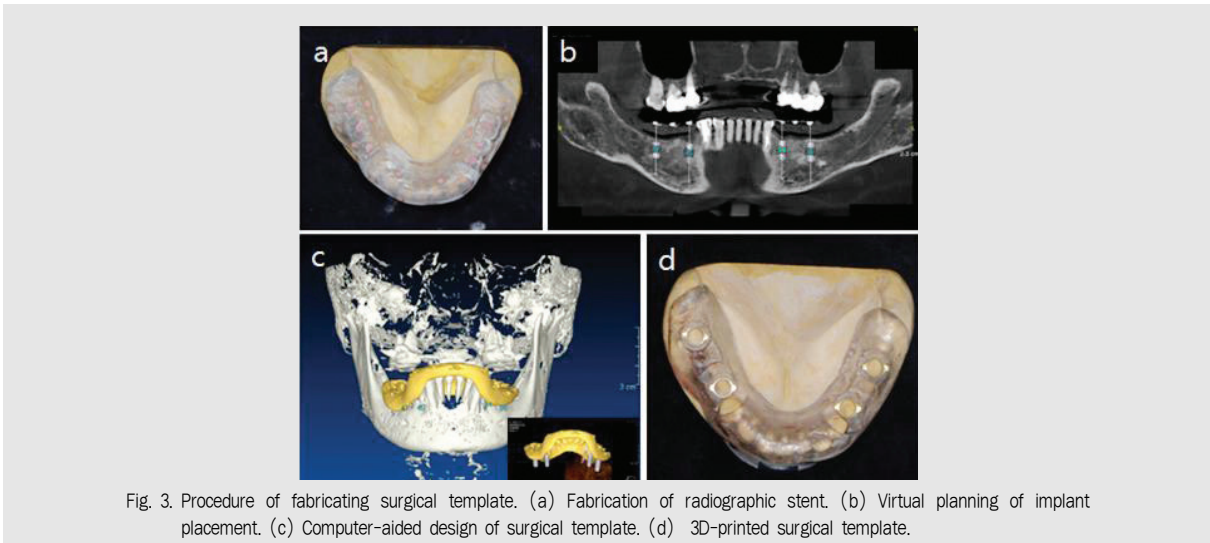 a
b
c
3 cm
d
Fig. 3. Procedure of fabricating surgical template. (a) Fabrication of radiographic stent. (b) Virtual planning of implant
placement. (c) Computer-aided design of surgical template. (d) 3D-printed surgical template.